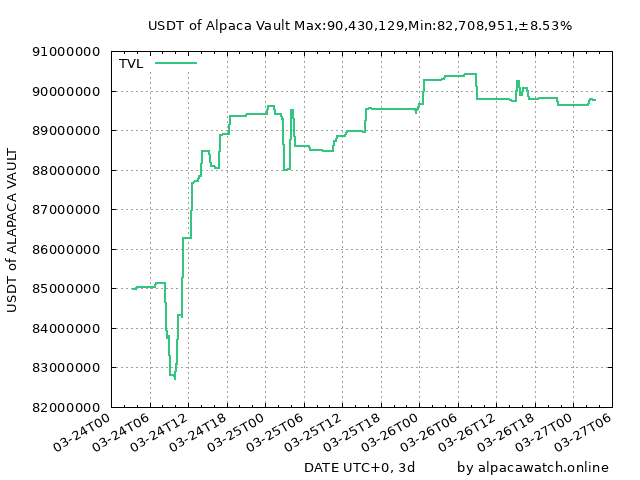 USDT of Alpaca Vault Max:90,430,129,Min:82,708,951,±8.53%
91000000
TVL
90000000
89000000
88000000
87000000
86000000
85000000
84000000
83000000
82000000
USDT of ALAPACA VAULT
03-24T00
03-24T06
03-24T12
03-24T18
03-25T00
03-25T06
03-25T12
03-25T18
03-26T00
03-26T06
03-26T12
03-26T18
03-27T00
03-27T06
DATE UTC+0, 3d
by alpacawatch.online